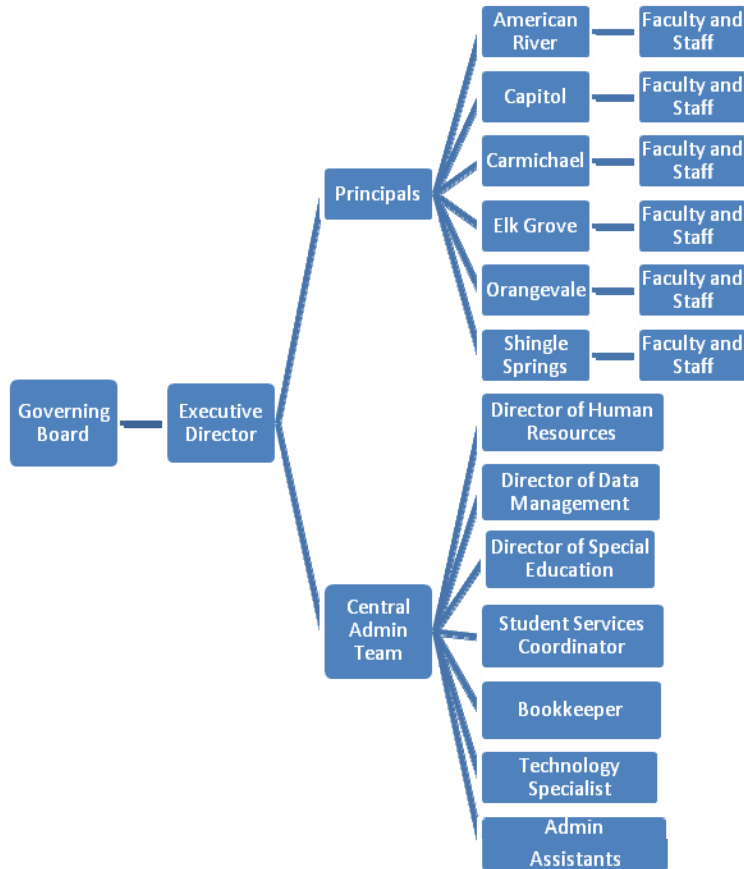 American
River
Faculty and
Staff
Capitol
Faculty and
Staff
Carmichael
Faculty and
Staff
Principals
Elk Grove
Faculty and
Staff
Orangevale
Faculty and
Staff
Shingle
Springs
Faculty and
Staff
Governing
Board
Executive
Director
Director of Human
Resources
Director of Data
Management
Director of Special
Education
Central
Admin
Team
Student Services
Coordinator
Bookkeeper
Technology
Specialist
Admin
Assistants